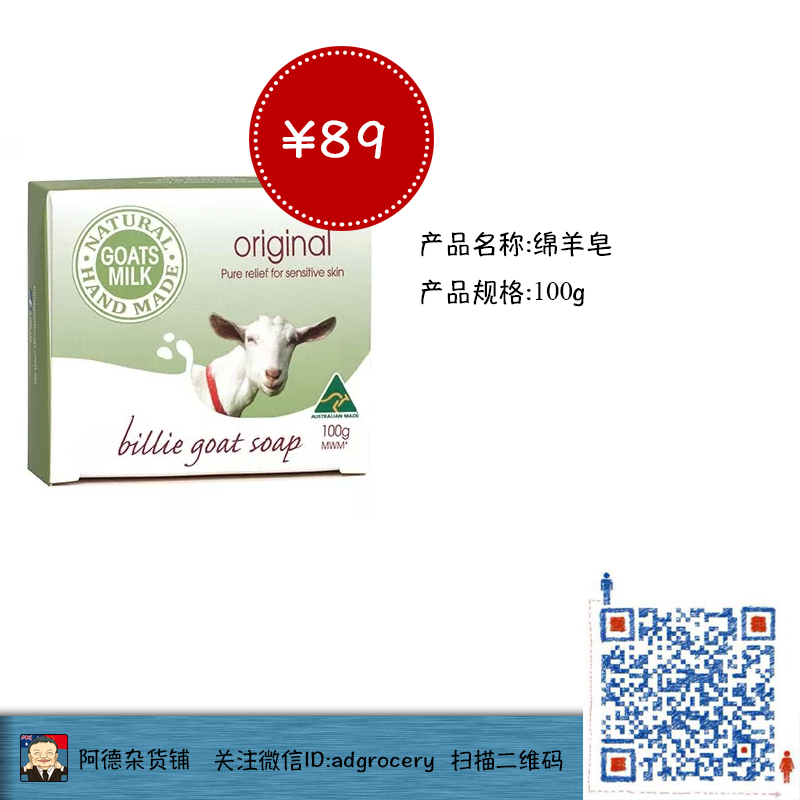 ¥89
NATURAL
GOATS
MILK
HAND MADE
original
Pure relief for sensitive skin
AUSTRALIAN MADE
billie goat soap
100g
MWM*
产品名称:绵羊皂
产品规格:100g
阿德杂货铺 关注微信ID:adgrocery 扫描二维码